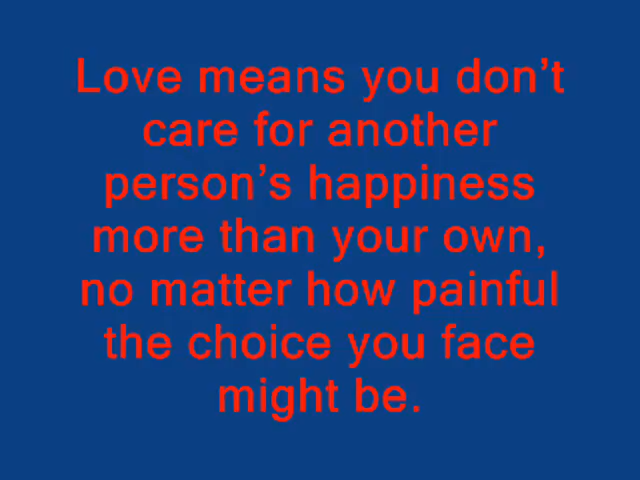 Love means you don’t
care for another
person’s happiness
more than your own,
no matter how painful
the choice you face
might be.